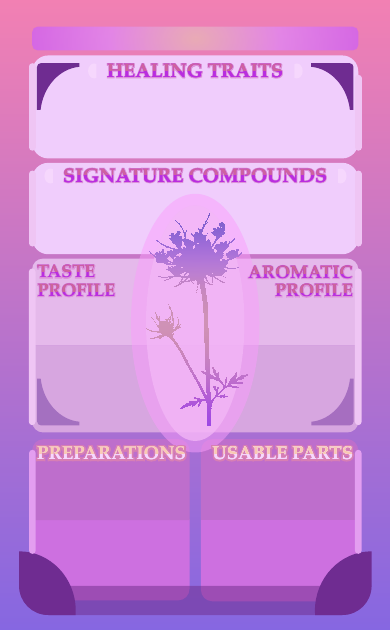 HEALING TRAITS
SIGNATURE COMPOUNDS
TASTE
PROFILE
AROMATIC
PROFILE
PREPARATIONS
USABLE PARTS